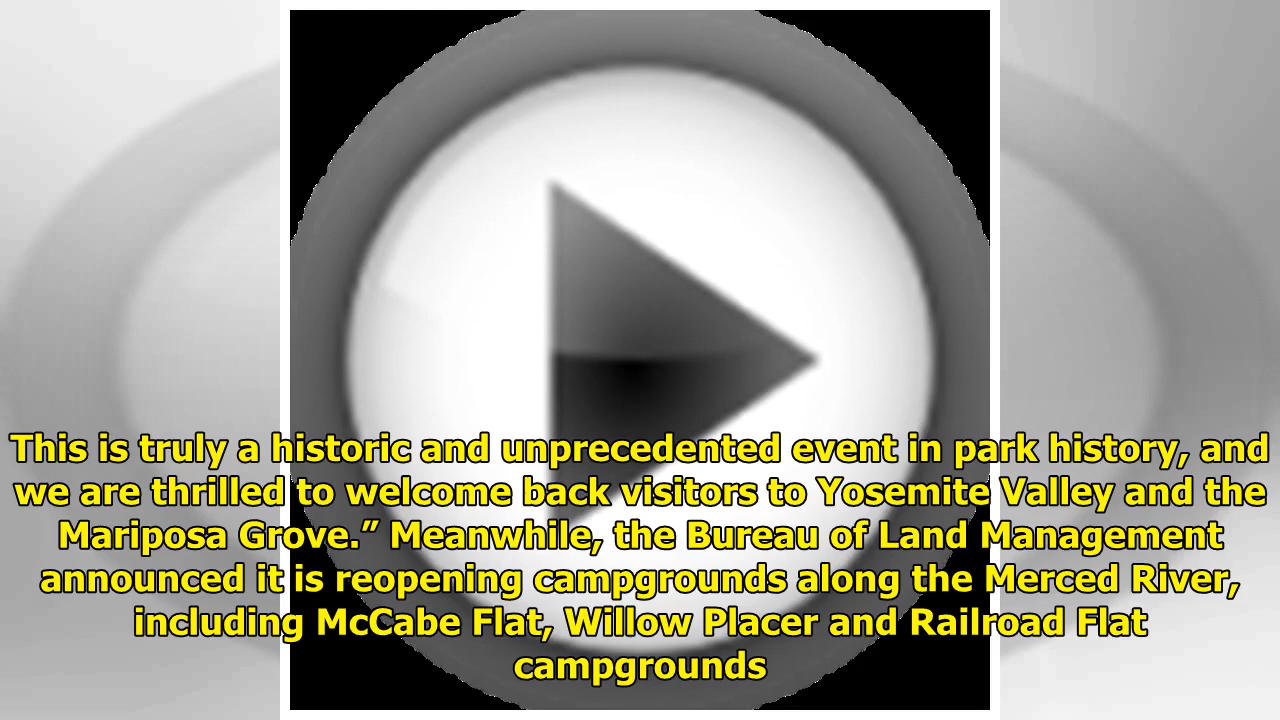 This is truly a historic and unprecedented event in park history, and
we are thrilled to welcome back visitors to Yosemite Valley and the
Mariposa Grove.” Meanwhile, the Bureau of Land Management
announced it is reopening campgrounds along the Merced River,
including McCabe Flat, Willow Placer and Railroad Flat
campgrounds